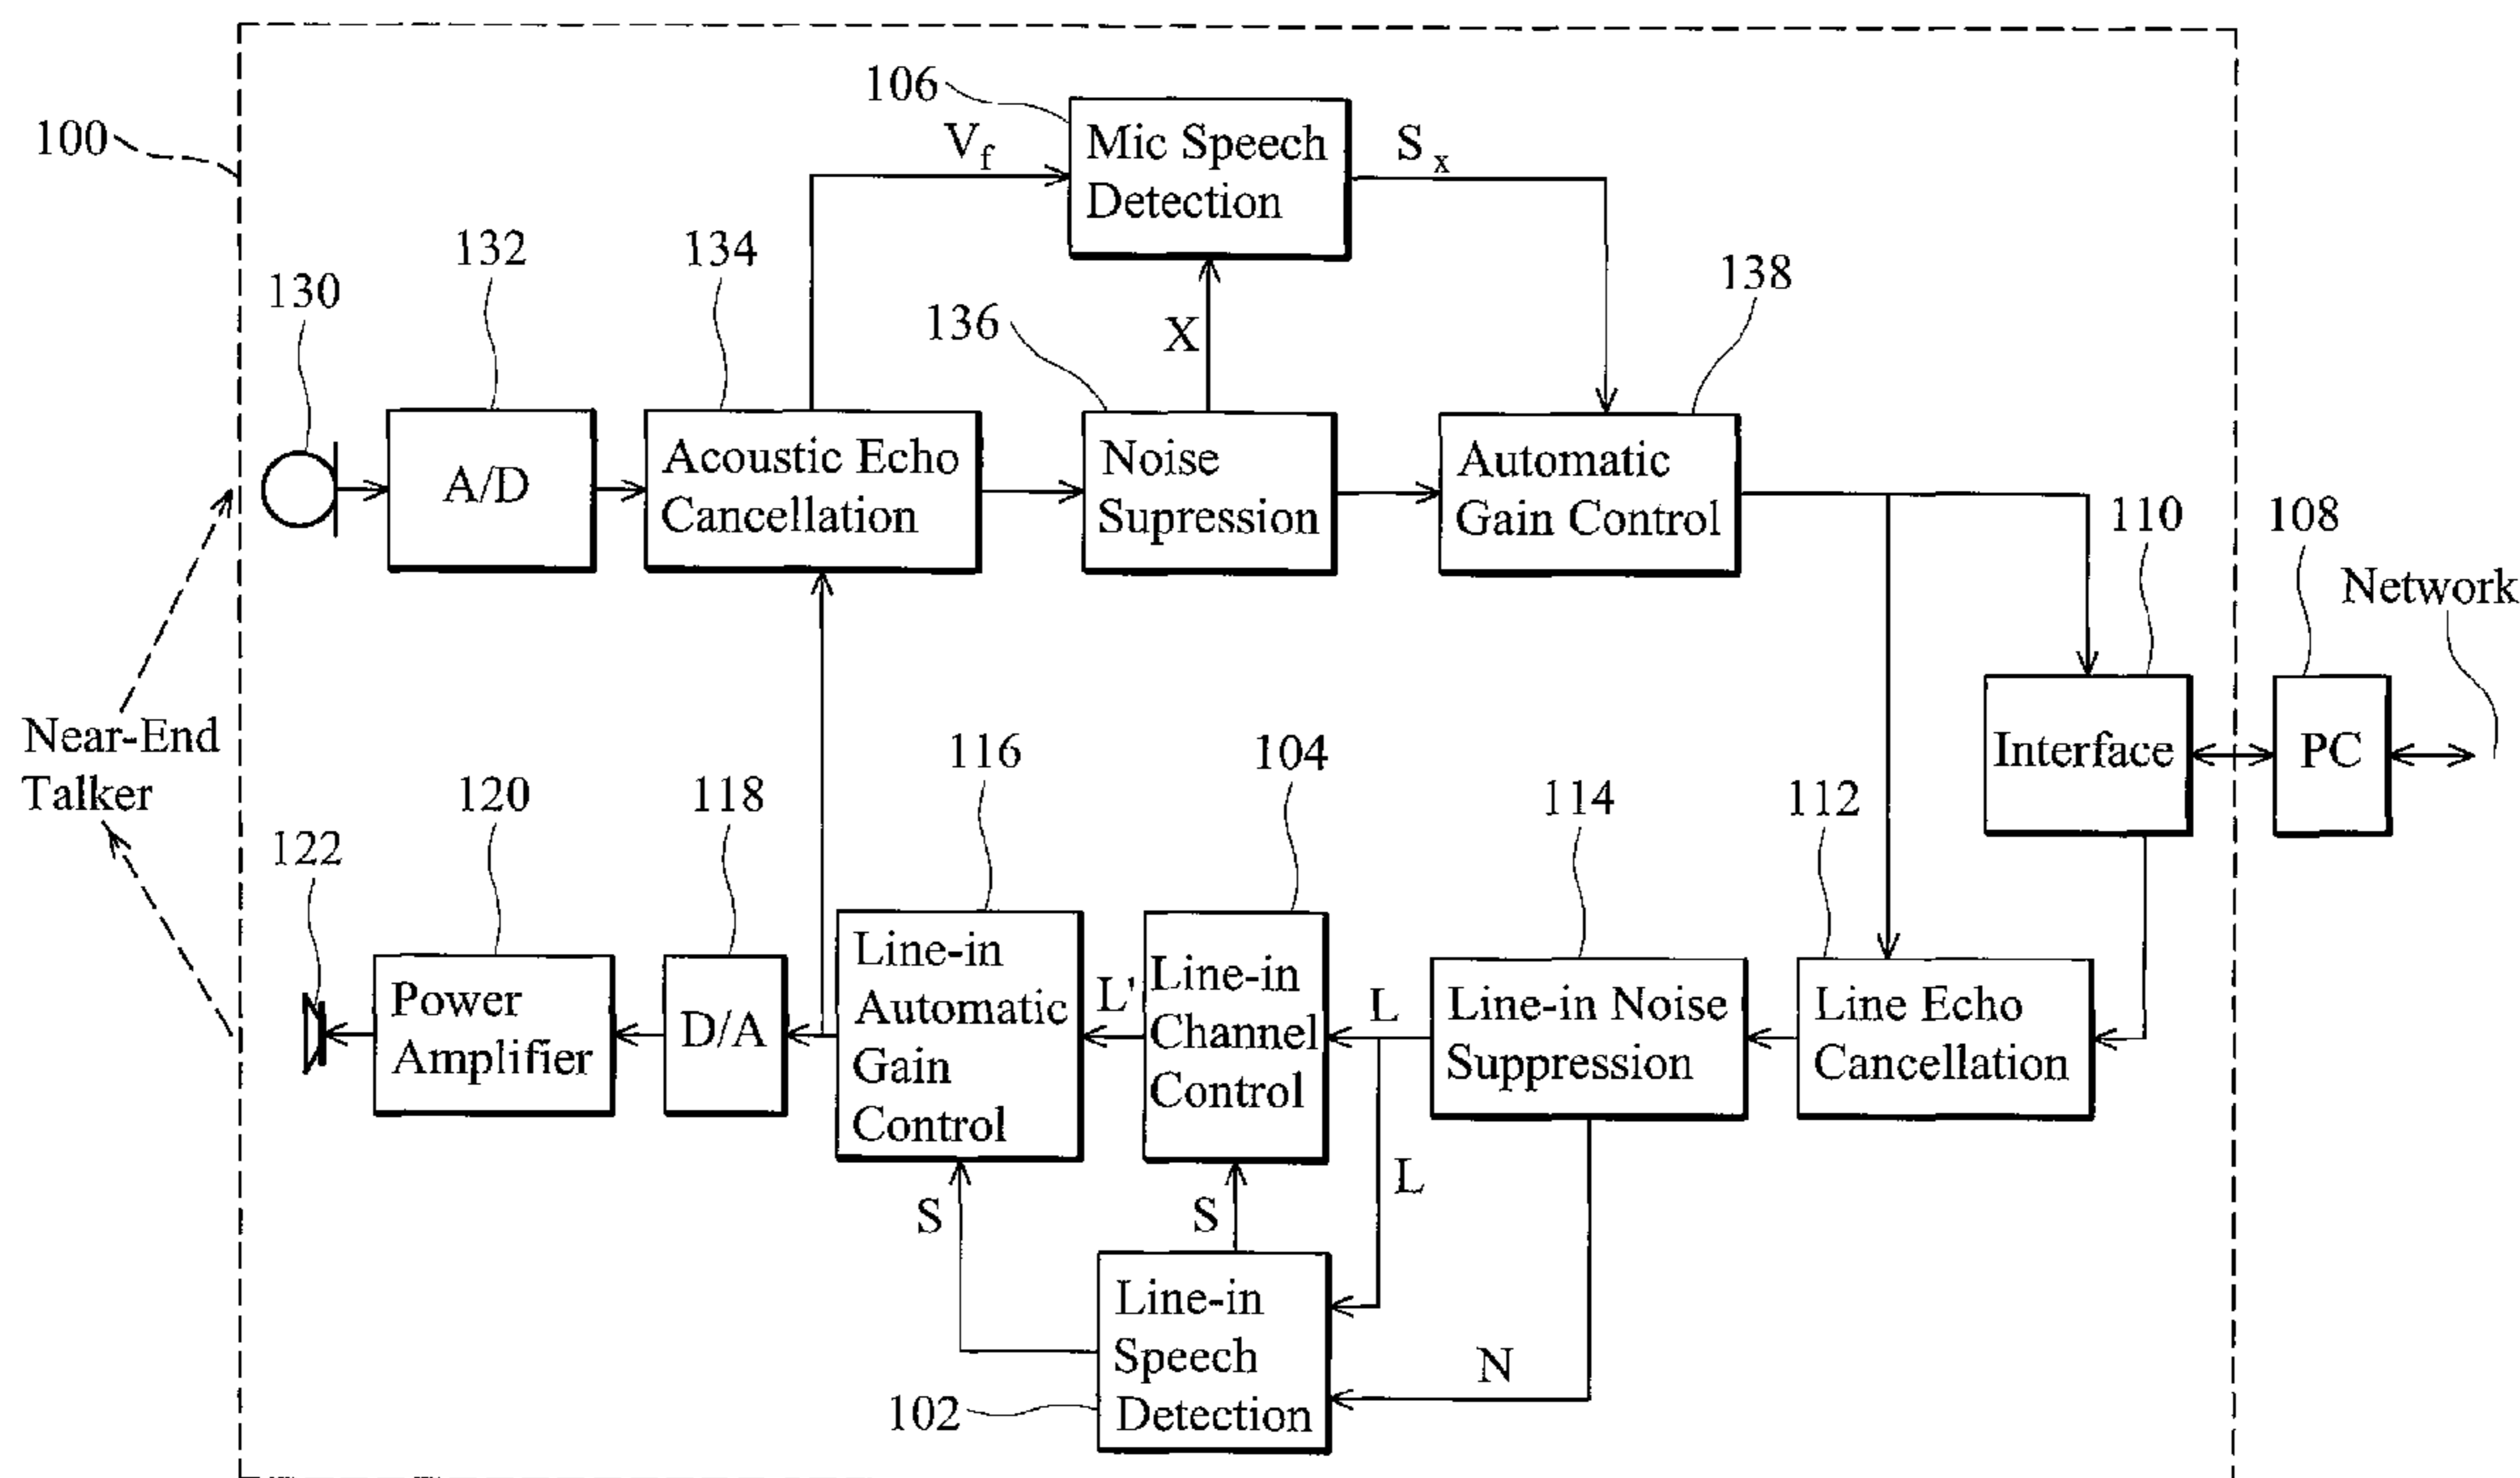 106
100
V f
Mic Speech
Detection
S x
132
134
138
130
136
X
A/D
Acoustic Echo
Cancellation
Noise
Supression
Automatic
Gain Control
110
108
Network
Near-End
Talker
Interface
PC
116
104
120
118
114
112
122
Power
Amplifier
D/A
Line-in
Automatic
Gain
Control
L'
Line-in
Channel
Control
L
Line-in Noise
Suppression
Line Echo
Cancellation
S
S
L
Line-in
Speech
Detection
N
102